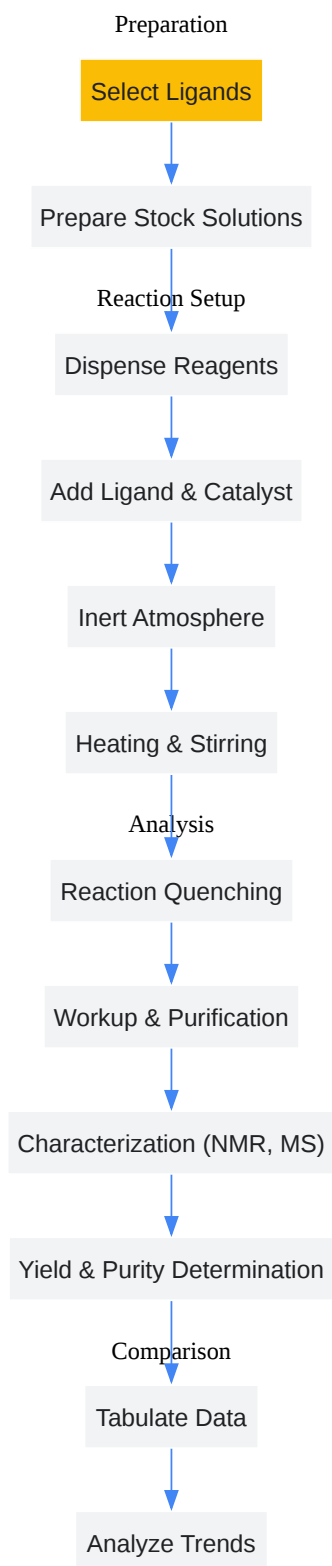 Preparation
Select Ligands
Prepare Stock Solutions
Reaction Setup
Dispense Reagents
Add Ligand & Catalyst
Inert Atmosphere
Heating & Stirring
Analysis
Reaction Quenching
Workup & Purification
Characterization (NMR, MS)
Yield & Purity Determination
Comparison
Tabulate Data
Analyze Trends